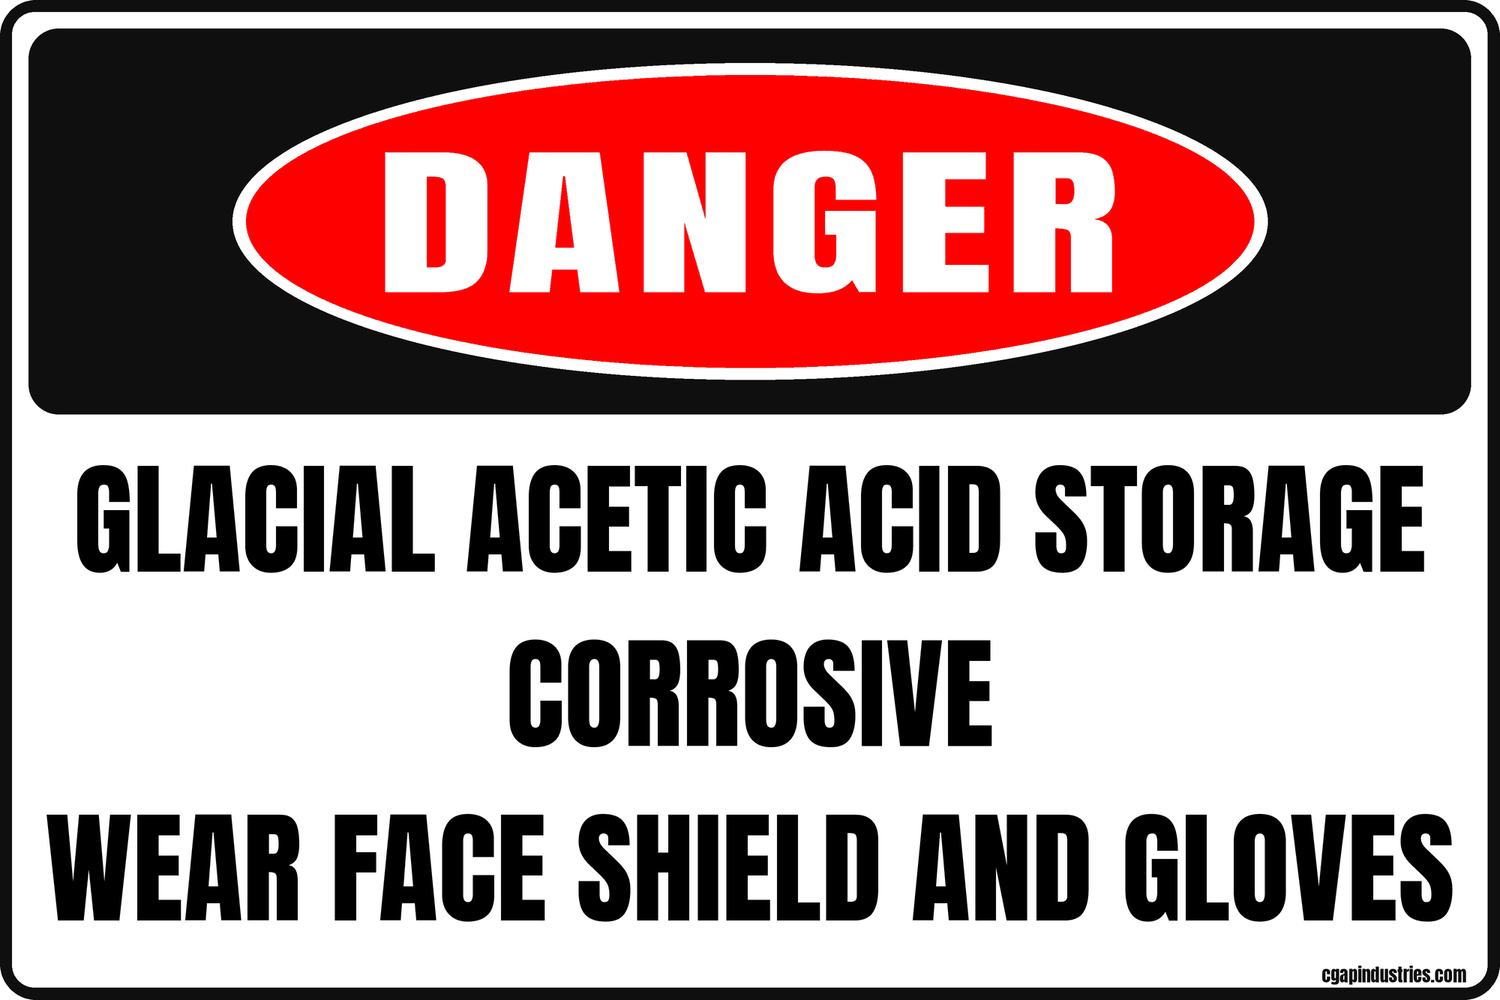 DANGER
GLACIAL ACETIC ACID STORAGE
CORROSIVE
WEAR FACE SHIELD AND GLOVES
cgapindustries.com